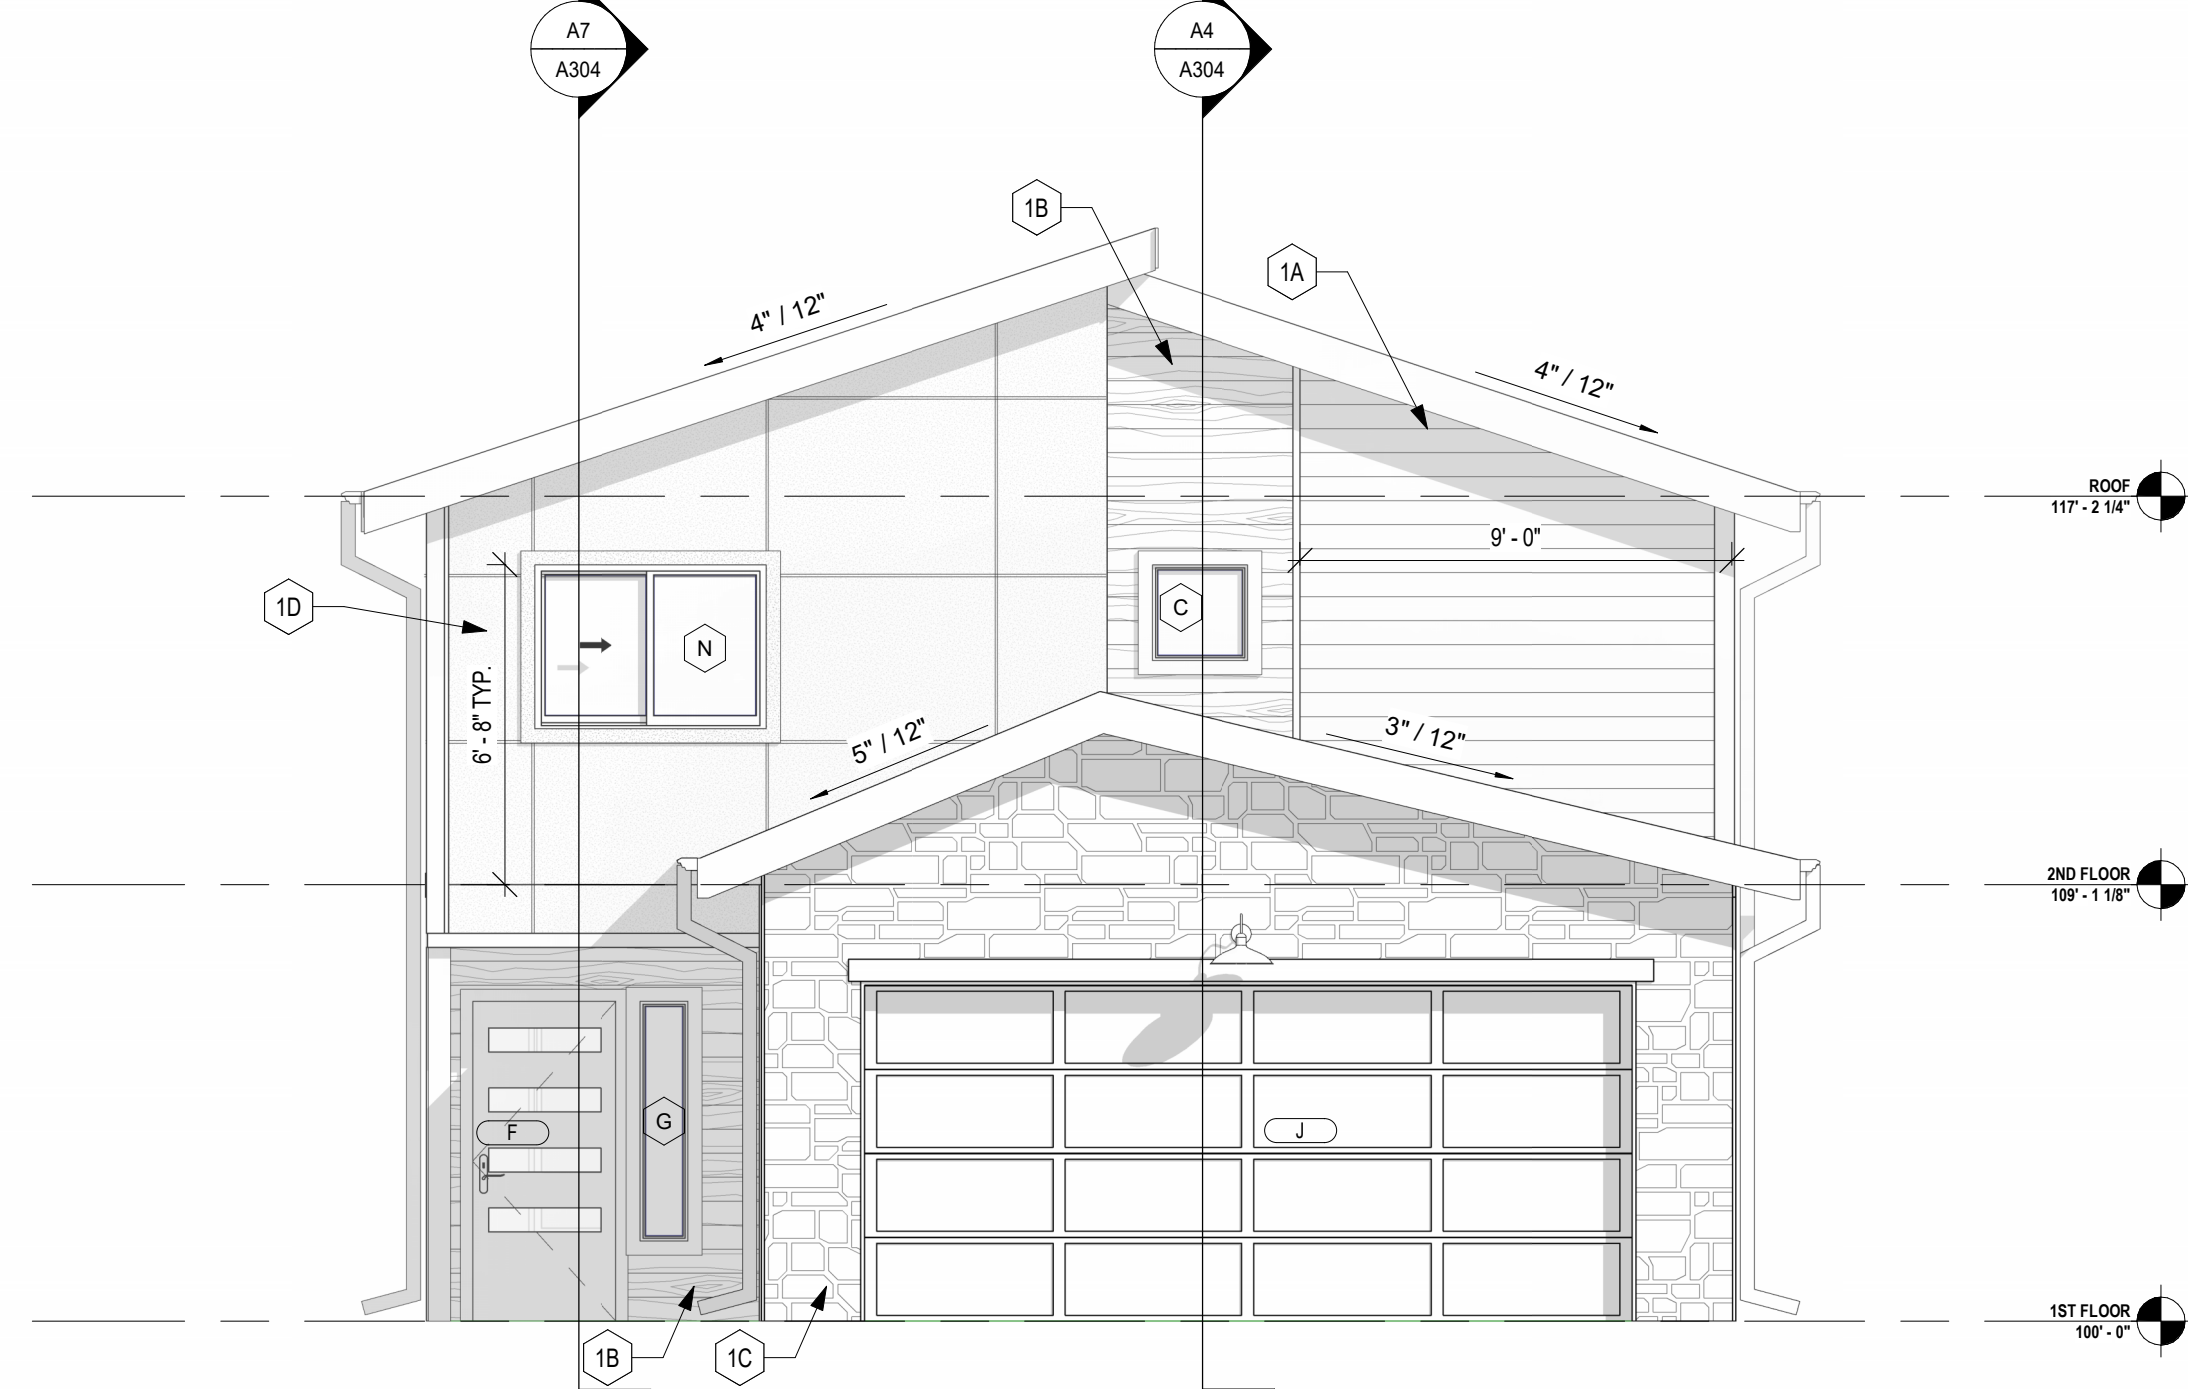 A7
A304
A4
A304
1B
1A
4" / 12"
4" / 12"
ROOF
117' - 2 1/4"
9' - 0"
1D
C
N
6' - 8" TYP.
5" / 12"
3" / 12"
2ND FLOOR
109' - 1 1/8"
G
F
J
1ST FLOOR
100' - 0"
1B
1C